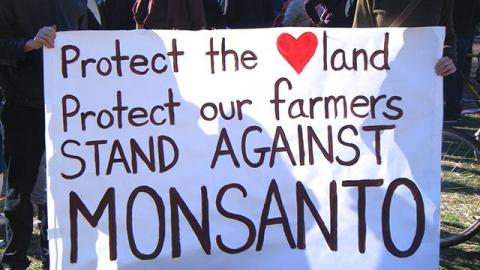 Protect the ♥land
Protect our farmers
STAND AGAINST
MONSANTO